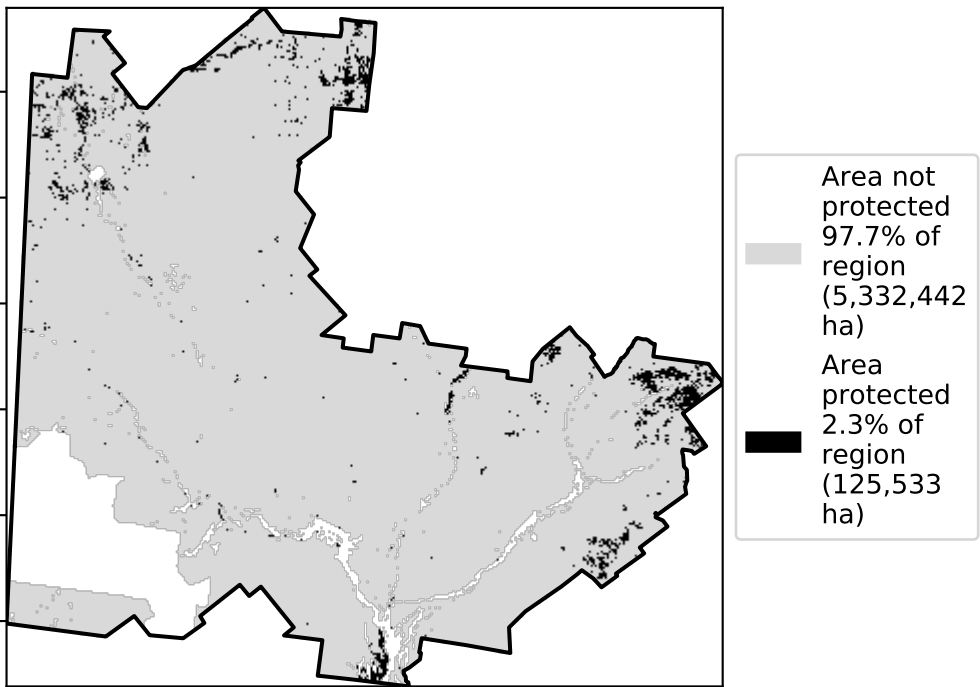 Area not
protected
97.7% of
region
(5,332,442
ha)
Area
protected
2.3% of
region
(125,533
ha)